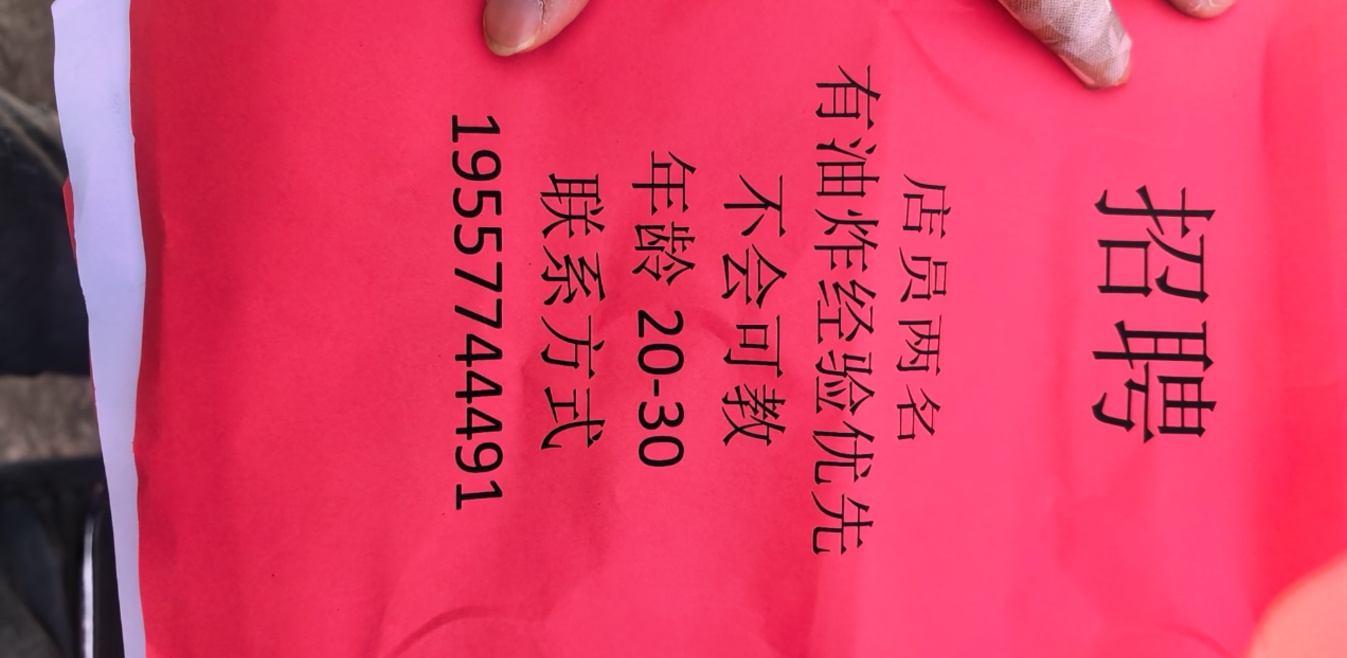 招聘
店员两名
有油炸经验优先
不会可教
年龄 20-30
联系方式
19557744491